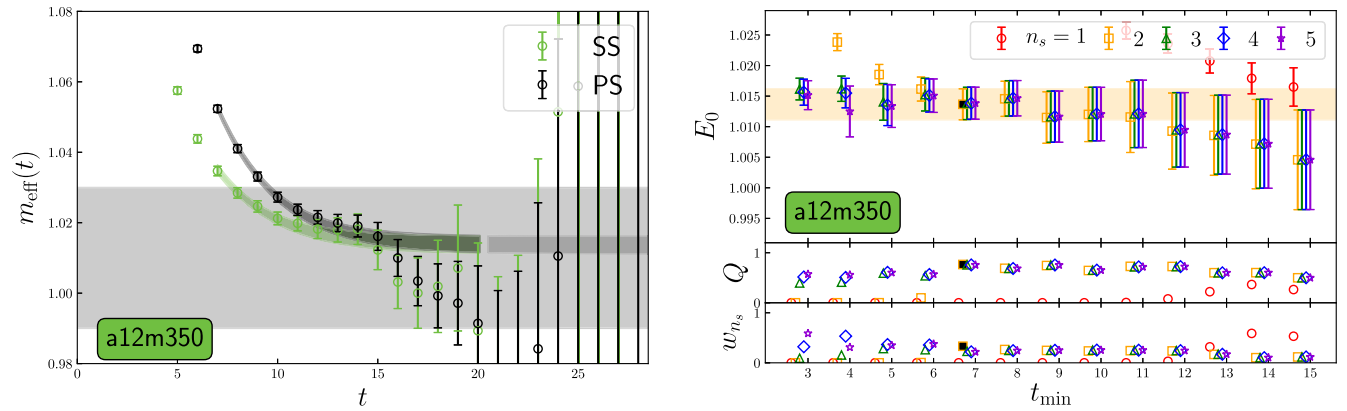 1.08
1.06
1.04
1.02
1.00
0.98
m_eff(t)
SS
PS
a12m350
0 5 10 15 20 25
t
1.025
1.020
1.015
1.010
1.005
1.000
0.995
E_0
n_s = 1 2 3 4 5
a12m350
1
0
Q
1
0
w_{n_s}
3 4 5 6 7 8 9 10 11 12 13 14 15
t_min